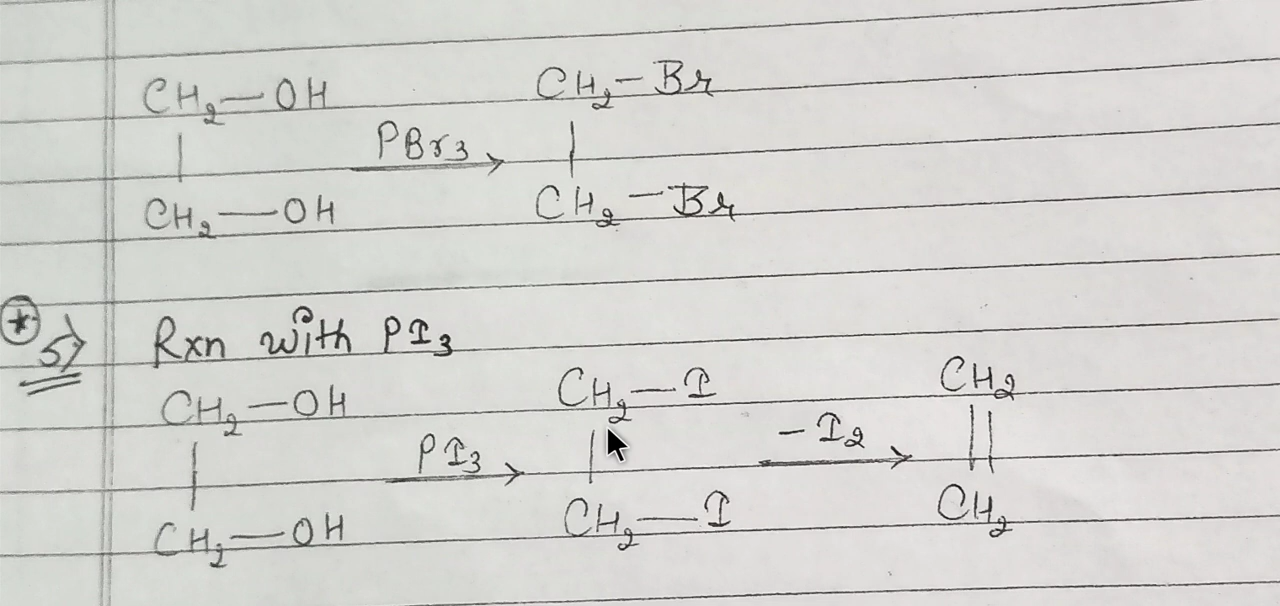 CH₂—OH CH₂—Br
| PBr₃ → |
CH₂—OH CH₂—Br
* 5) Rxn with PI₃
CH₂—OH CH₂—I CH₂
| PI₃ → | -I₂ → ||
CH₂—OH CH₂—I CH₂